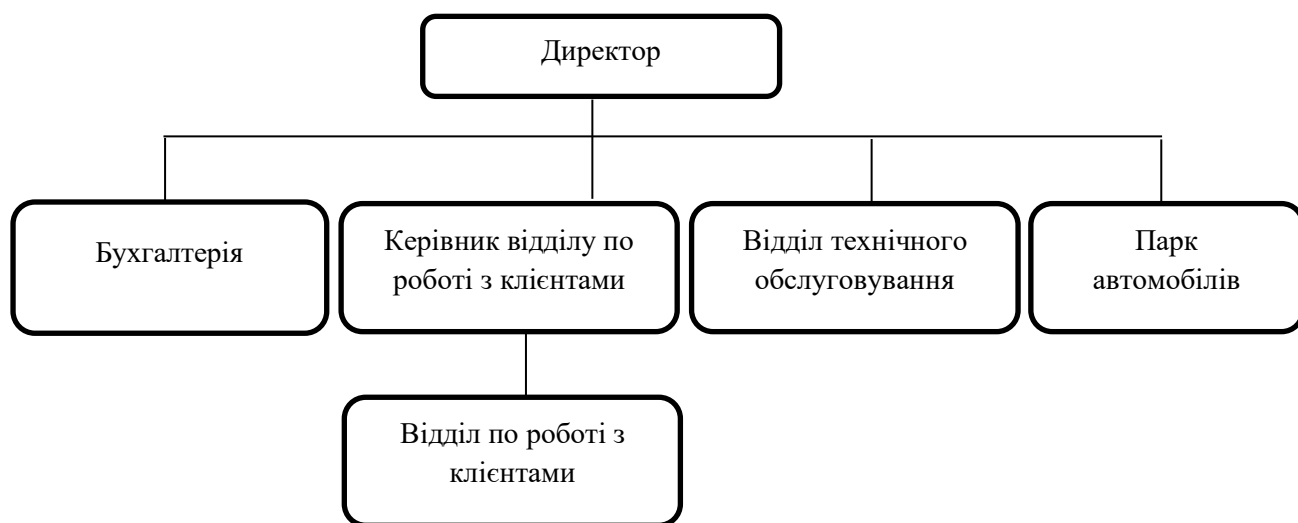 Директор
Бухгалтерія
Керівник відділу по
роботі з клієнтами
Відділ технічного
обслуговування
Парк
автомобілів
Відділ по роботі з
клієнтами